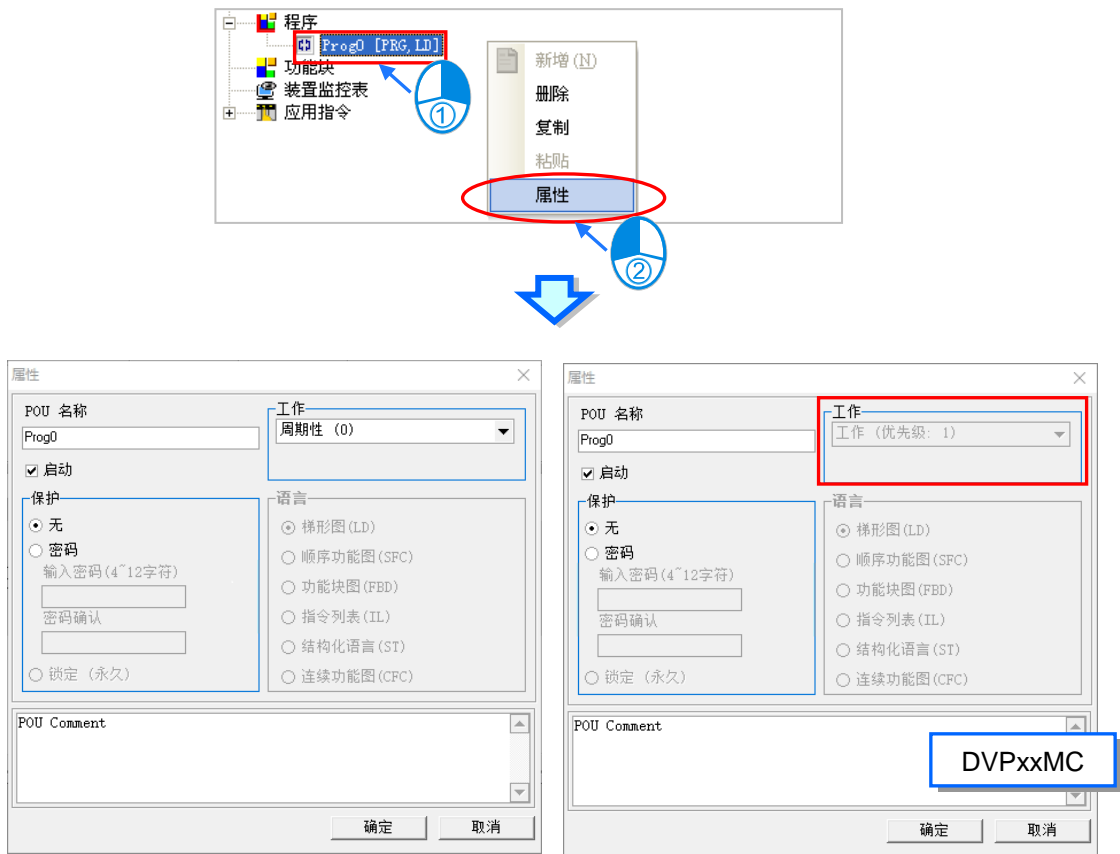 程序
Prog0 [PRG,LD]
功能块
装置监控表
应用指令
①
新增(N)
删除
复制
粘贴
属性
②
属性
POU 名称
Prog0
启动
工作
周期性 (0)
保护
无
密码
输入密码(4~12字符)
密码确认
锁定 (永久)
语言
梯形图(LD)
顺序功能图(SFC)
功能块图(FBD)
指令列表(IL)
结构化语言(ST)
连续功能图(CFC)
POU Comment
确定
取消
属性
POU 名称
Prog0
启动
工作
工作 (优先级: 1)
保护
无
密码
输入密码(4~12字符)
密码确认
锁定 (永久)
语言
梯形图(LD)
顺序功能图(SFC)
功能块图(FBD)
指令列表(IL)
结构化语言(ST)
连续功能图(CFC)
POU Comment
DVPxxMC
确定
取消